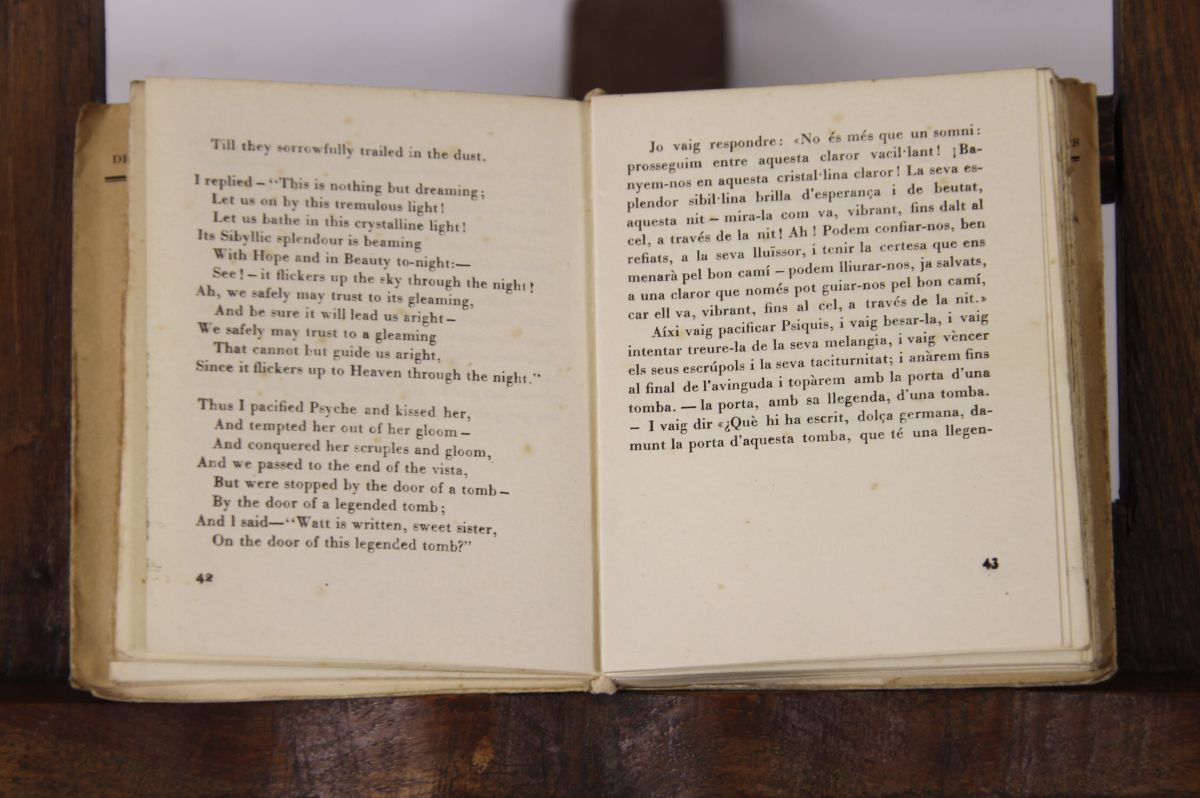 Till they sorrowfully trailed in the dust.
I replied – "This is nothing but dreaming;
Let us on by this tremulous light!
Let us bathe in this crystalline light!
Its Sibyllic splendour is beaming
With Hope and in Beauty to-night:—
See! – it flickers up the sky through the night!
Ah, we safely may trust to its gleaming,
And be sure it will lead us aright –
We safely may trust to a gleaming
That cannot but guide us aright,
Since it flickers up to Heaven through the night."
Thus I pacified Psyche and kissed her,
And tempted her out of her gloom –
And conquered her scruples and gloom,
And we passed to the end of the vista,
But were stopped by the door of a tomb –
By the door of a legended tomb;
And I said—"Watt is written, sweet sister,
On the door of this legended tomb?"
42
Jo vaig respondre: «No és més que un somni:
prosseguim entre aquesta claror vacil·lant! ¡Ba-
nyem-nos en aquesta cristal·lina claror! La seva es-
plendor sibil·lina brilla d'esperança i de beutat,
aquesta nit – mira-la com va, vibrant, fins dalt al
cel, a través de la nit! Ah! Podem confiar-nos, ben
refiats, a la seva lluïssor, i tenir la certesa que ens
menarà pel bon camí – podem lliurar-nos, ja salvats,
a una claror que només pot guiar-nos pel bon camí,
car ell va, vibrant, fins al cel, a través de la nit.»
Aíxi vaig pacificar Psiquis, i vaig besar-la, i vaig
intentar treure-la de la seva melangia, i vaig vèncer
els seus escrúpols i la seva taciturnitat; i anàrem fins
al final de l'avinguda i topàrem amb la porta d'una
tomba. — la porta, amb sa llegenda, d'una tomba.
– I vaig dir «¿Què hi ha escrit, dolça germana, da-
munt la porta d'aquesta tomba, que té una llegen-
43